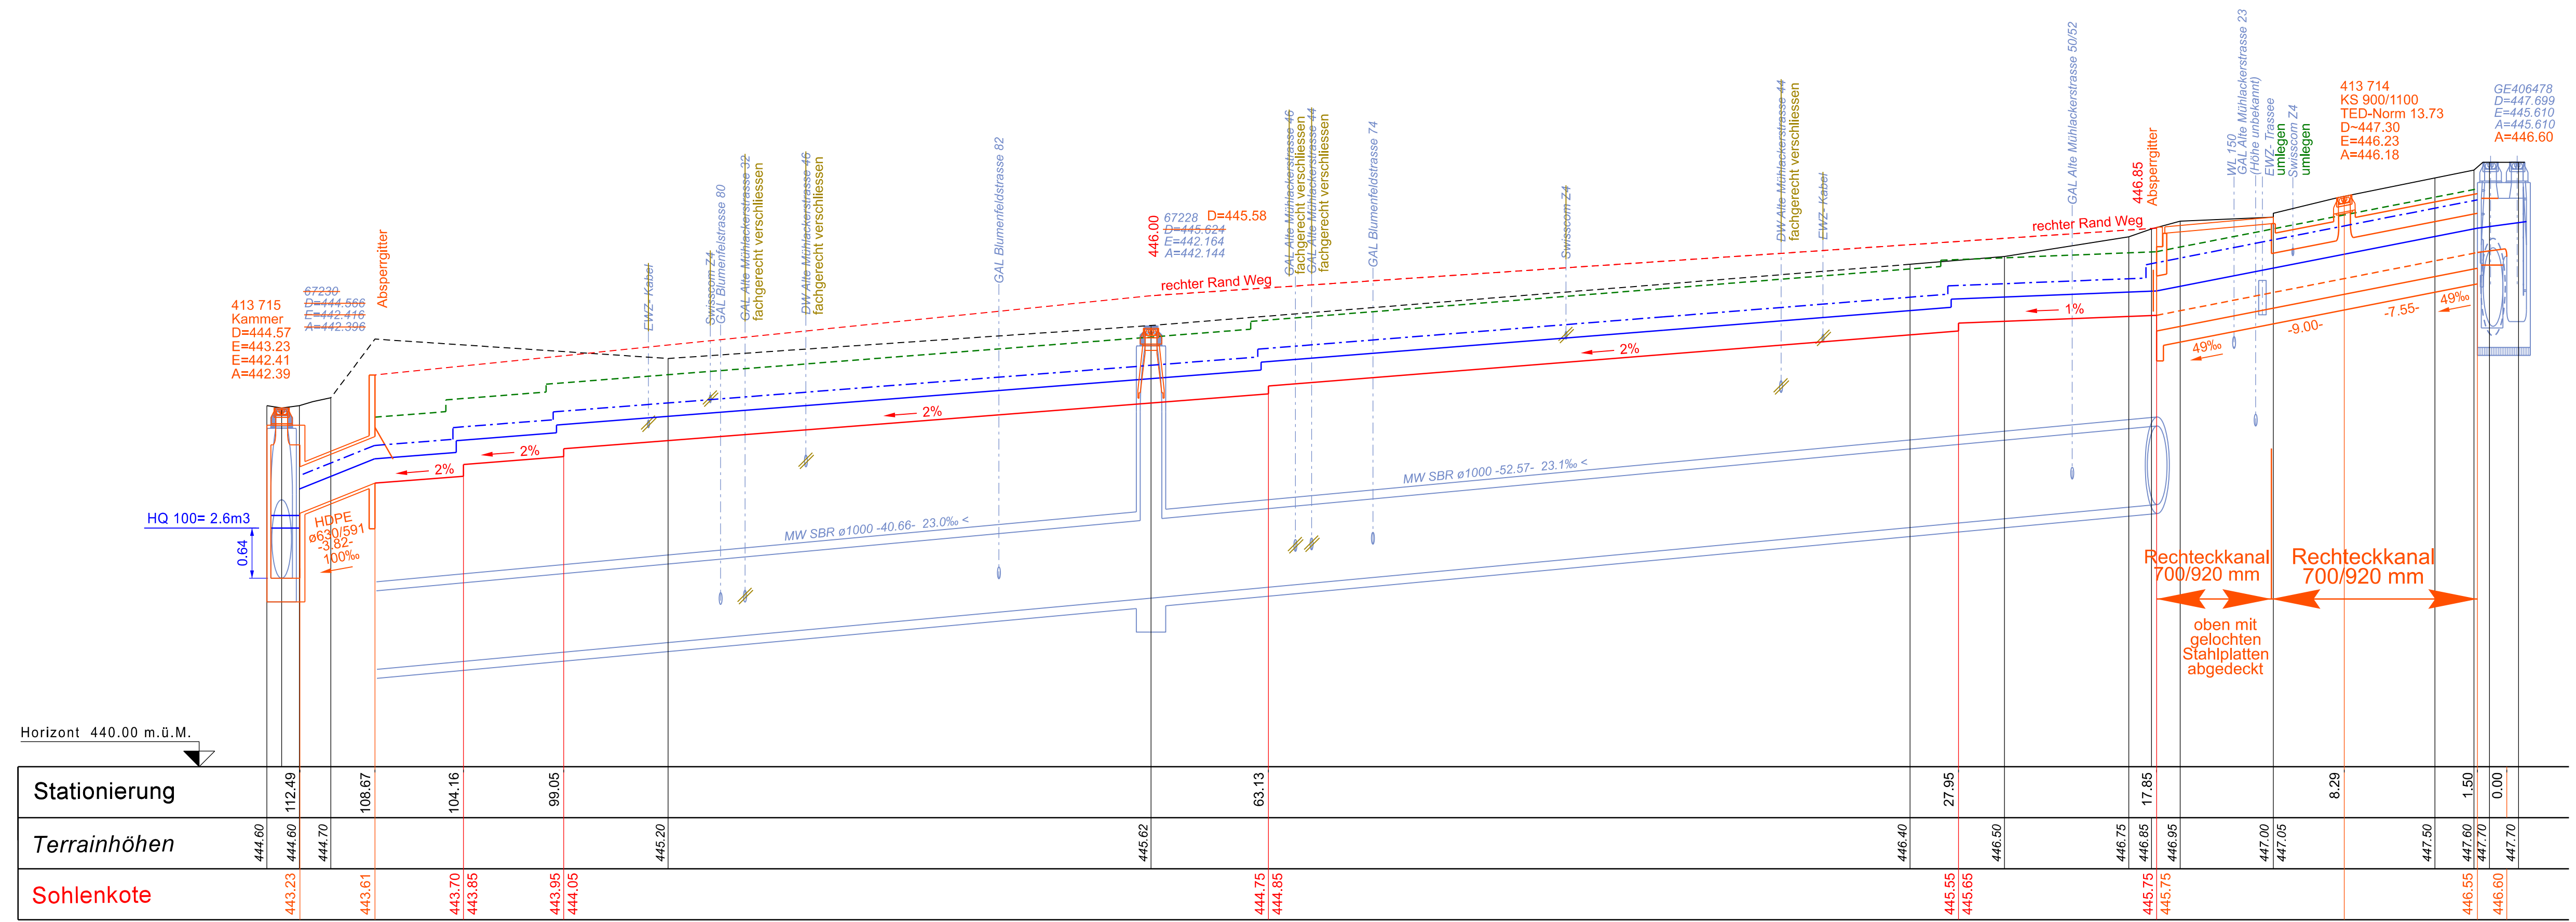 413 715
Kammer
D=444.57
E=443.23
E=442.41
A=442.39
67230
D=444.566
E=442.416
A=442.396
Absperrgitter
EWZ- Kabel
Swisscom Z4
GAL Blumenfelstrasse 80
GAL Alte Mühlackerstrasse 32
fachgerecht verschliessen
DW Alte Mühlackerstrasse 46
fachgerecht verschliessen
GAL Blumenfeldstrasse 82
446.00
67228 D=445.58
D=445.624
E=442.164
A=442.144
rechter Rand Weg
GAL Alte Mühlackerstrasse 46
fachgerecht verschliessen
GAL Alte Mühlackerstrasse 44
fachgerecht verschliessen
GAL Blumenfeldstrasse 74
Swisscom Z4
DW Alte Mühlackerstrasse 44
fachgerecht verschliessen
EWZ- Kabel
rechter Rand Weg
GAL Alte Mühlackerstrasse 50/52
446.85
Absperrgitter
WL 150
GAL Alte Mühlackerstrasse 23
(Höhe unbekannt)
EWZ- Trassee
umlegen
Swisscom Z4
umlegen
413 714
KS 900/1100
TED-Norm 13.73
D~447.30
E=446.23
A=446.18
GE406478
D=447.699
E=445.610
A=445.610
A=446.60
2%
2%
2%
2%
1%
49‰
-9.00-
-7.55-
49‰
HQ 100= 2.6m3
0.64
HDPE
ø630/591
-3.82-
100‰
MW SBR ø1000 -40.66- 23.0‰ <
MW SBR ø1000 -52.57- 23.1‰ <
Rechteckkanal
700/920 mm
Rechteckkanal
700/920 mm
oben mit
gelochten
Stahlplatten
abgedeckt
Horizont 440.00 m.ü.M.
Stationierung 112.49 108.67 104.16 99.05 63.13 27.95 17.85 8.29 1.50 0.00
Terrainhöhen 444.60 444.60 444.70 445.20 445.62 446.40 446.50 446.75 446.85 446.95 447.00 447.05 447.50 447.60 447.70 447.70
Sohlenkote 443.23 443.61 443.70 443.85 443.95 444.05 444.75 444.85 445.55 445.65 445.75 445.75 446.55 446.60